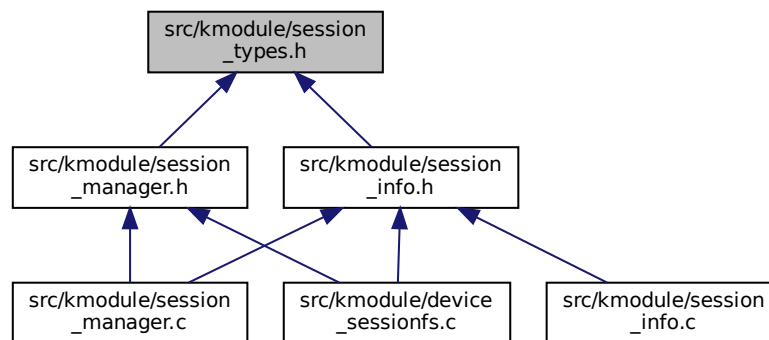 src/kmodule/session
_types.h
src/kmodule/session
_manager.h
src/kmodule/session
_info.h
src/kmodule/session
_manager.c
src/kmodule/device
_sessionfs.c
src/kmodule/session
_info.c